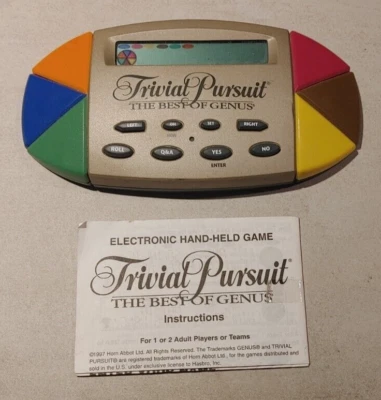 Trivial Pursuit
THE BEST OF GENUS
LEFT ON SET RIGHT
ROLL Q&A YES NO
ENTER
ELECTRONIC HAND-HELD GAME
Trivial Pursuit
THE BEST OF GENUS
Instructions
For 1 or 2 Adult Players or Teams
©1997 Horn Abbot Ltd. All Rights Reserved. The Trademarks GENUS® and TRIVIAL
PURSUIT® are registered trademarks of Horn Abbot Ltd., for the games distributed and
sold in the U.S. under exclusive license to Hasbro, Inc.